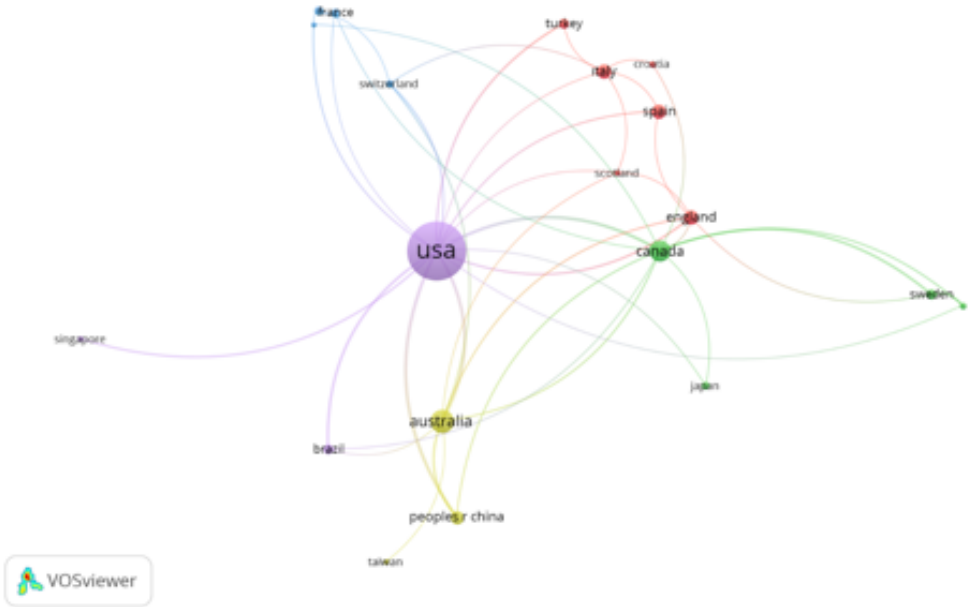 france
turkey
italy
croatia
switzerland
spain
scotland
england
usa
canada
sweden
singapore
japan
australia
brazil
peoples r china
taiwan
VOSviewer